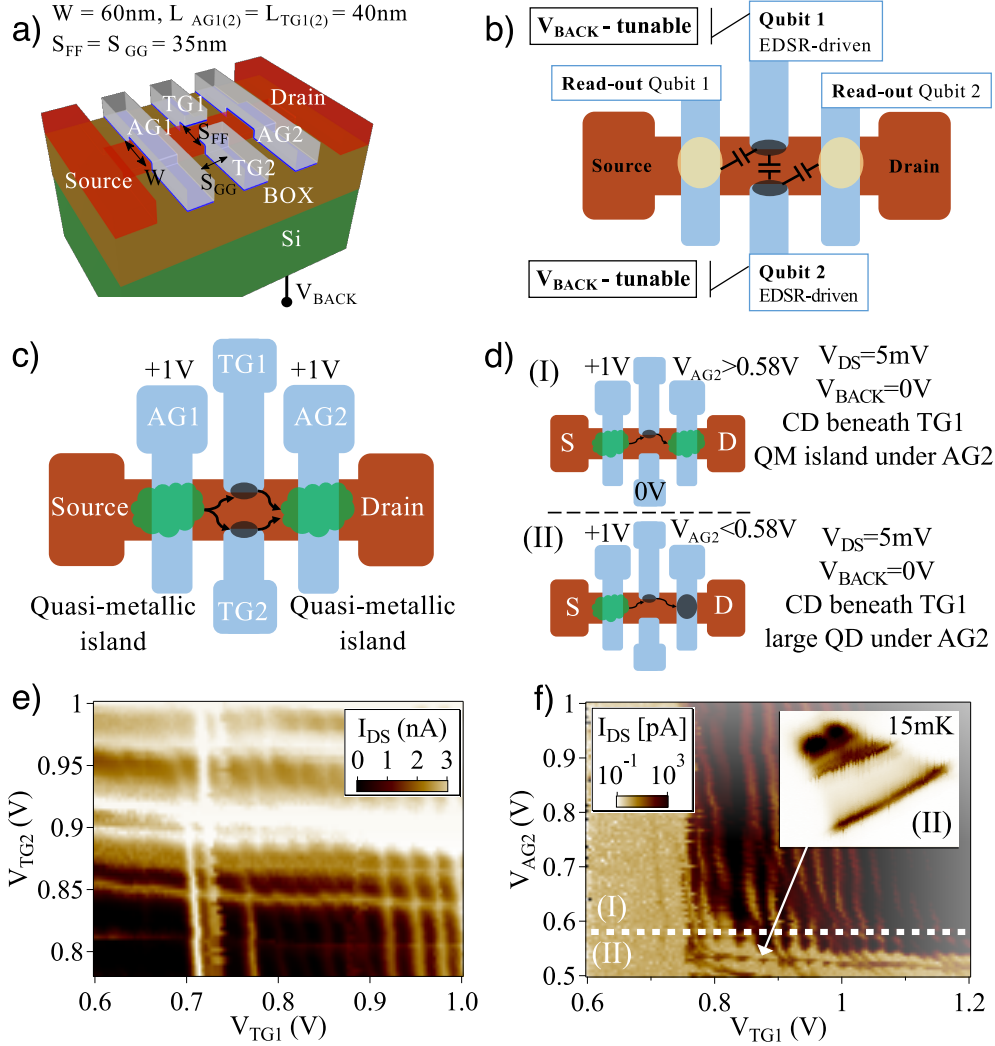 a)
W = 60nm, L AG1(2) = L TG1(2) = 40nm
S FF = S GG = 35nm
TG1
Drain
AG1
S FF
AG2
Source
W
S GG
TG2
BOX
Si
V BACK
b)
V BACK - tunable
Qubit 1
EDSR-driven
Read-out Qubit 1
Read-out Qubit 2
Source
Drain
V BACK - tunable
Qubit 2
EDSR-driven
c)
+1V
TG1
+1V
AG1
AG2
Source
Drain
Quasi-metallic
island
TG2
Quasi-metallic
island
d)
(I)
+1V
V AG2 >0.58V
S
D
0V
V DS =5mV
V BACK =0V
CD beneath TG1
QM island under AG2
(II)
+1V
V AG2 <0.58V
S
D
V DS =5mV
V BACK =0V
CD beneath TG1
large QD under AG2
e)
I DS (nA)
0 1 2 3
V TG2 (V)
1
0.95
0.9
0.85
0.8
0.6 0.7 0.8 0.9 1.0
V TG1 (V)
f)
I DS [pA]
10 -1 10 3
15mK
(II)
V AG2 (V)
1
0.9
0.8
0.7
0.6
0.5
(I)
(II)
0.6 0.8 1 1.2
V TG1 (V)